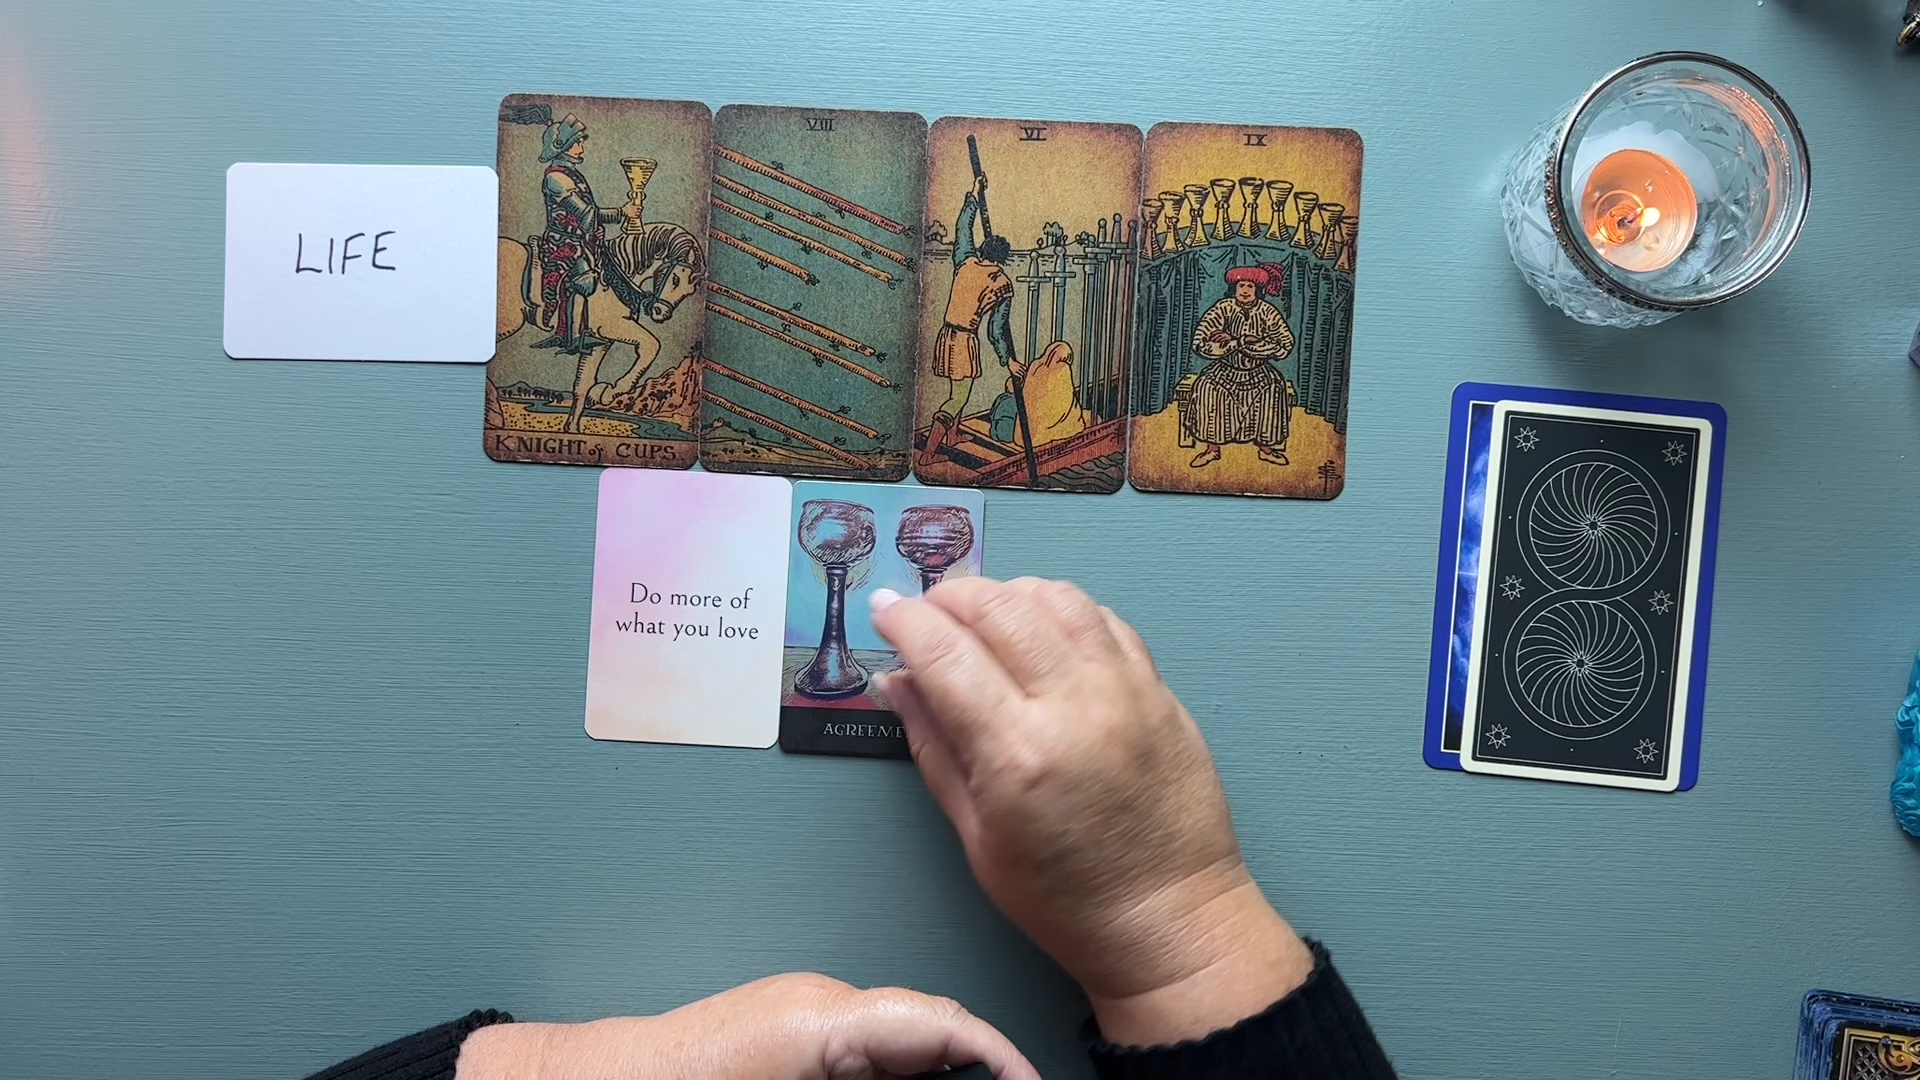 LIFE
KNIGHT of CUPS.
VIII
VI
IX
Do more of
what you love